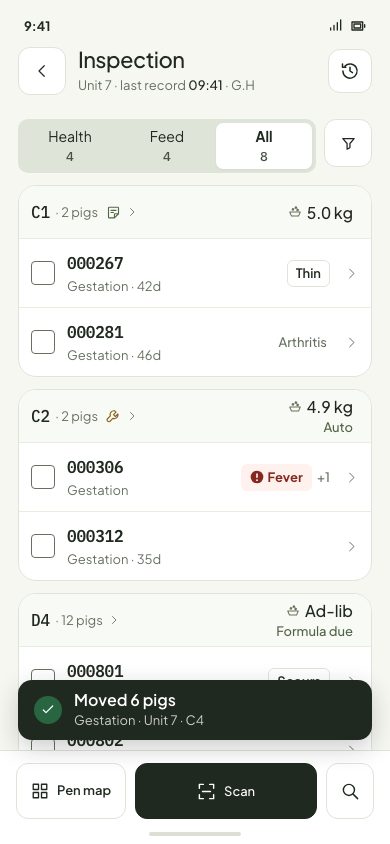 9:41
Inspection
Unit 7 · last record 09:41 · G.H
Health
4
Feed
4
All
8
C1 · 2 pigs
5.0 kg
000267
Gestation · 42d
Thin
000281
Gestation · 46d
Arthritis
C2 · 2 pigs
4.9 kg
Auto
000306
Gestation
Fever +1
000312
Gestation · 35d
D4 · 12 pigs
Ad-lib
Formula due
000801
Moved 6 pigs
Gestation · Unit 7 · C4
000802
Pen map
Scan